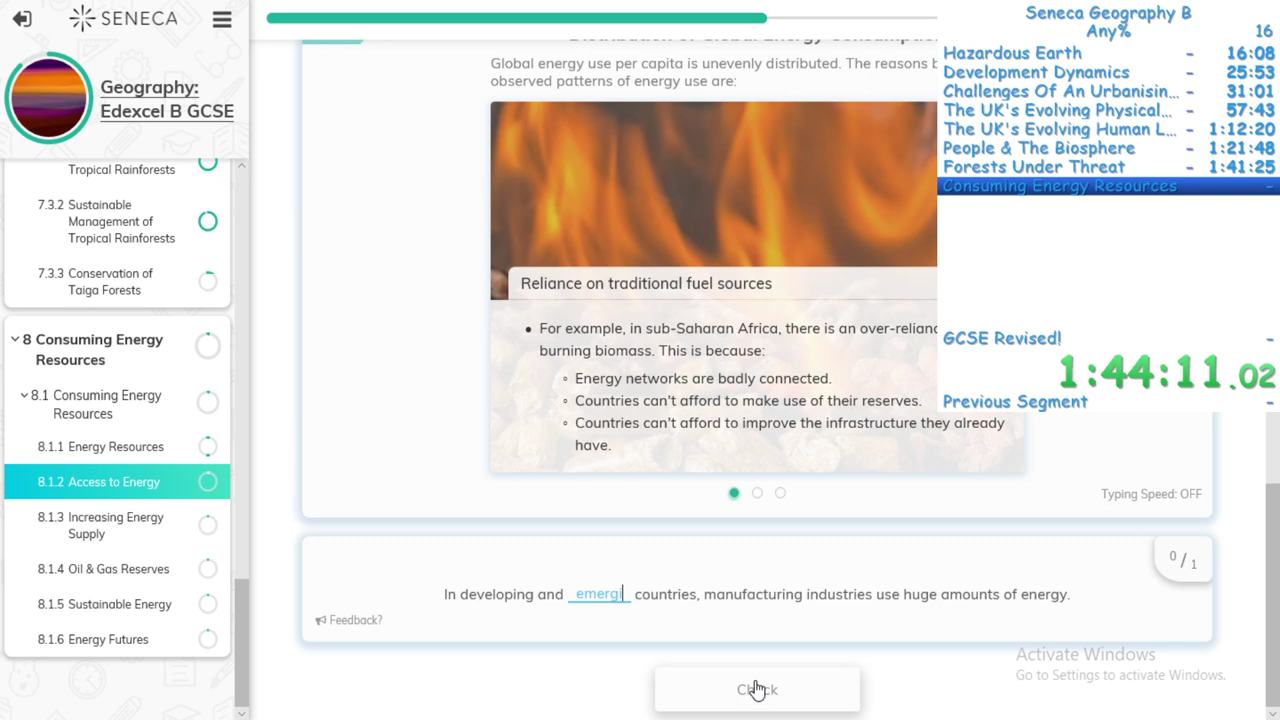 SENECA
Geography:
Edexcel B GCSE
Tropical Rainforests
7.3.2 Sustainable
Management of
Tropical Rainforests
7.3.3 Conservation of
Taiga Forests
8 Consuming Energy
Resources
8.1 Consuming Energy
Resources
8.1.1 Energy Resources
8.1.2 Access to Energy
8.1.3 Increasing Energy
Supply
8.1.4 Oil & Gas Reserves
8.1.5 Sustainable Energy
8.1.6 Energy Futures
Distribution of Global Energy Consumptio
Global energy use per capita is unevenly distributed. The reasons b
observed patterns of energy use are:
Reliance on traditional fuel sources
• For example, in sub-Saharan Africa, there is an over-relianc
burning biomass. This is because:
◦ Energy networks are badly connected.
◦ Countries can't afford to make use of their reserves.
◦ Countries can't afford to improve the infrastructure they already
have.
Typing Speed: OFF
0 / 1
In developing and emergi countries, manufacturing industries use huge amounts of energy.
Feedback?
Check
Activate Windows
Go to Settings to activate Windows.
Seneca Geography B
Any% 16
Hazardous Earth - 16:08
Development Dynamics - 25:53
Challenges Of An Urbanisin... - 31:01
The UK's Evolving Physical... - 57:43
The UK's Evolving Human L... - 1:12:20
People & The Biosphere - 1:21:48
Forests Under Threat - 1:41:25
Consuming Energy Resources -
GCSE Revised! -
1:44:11.02
Previous Segment -